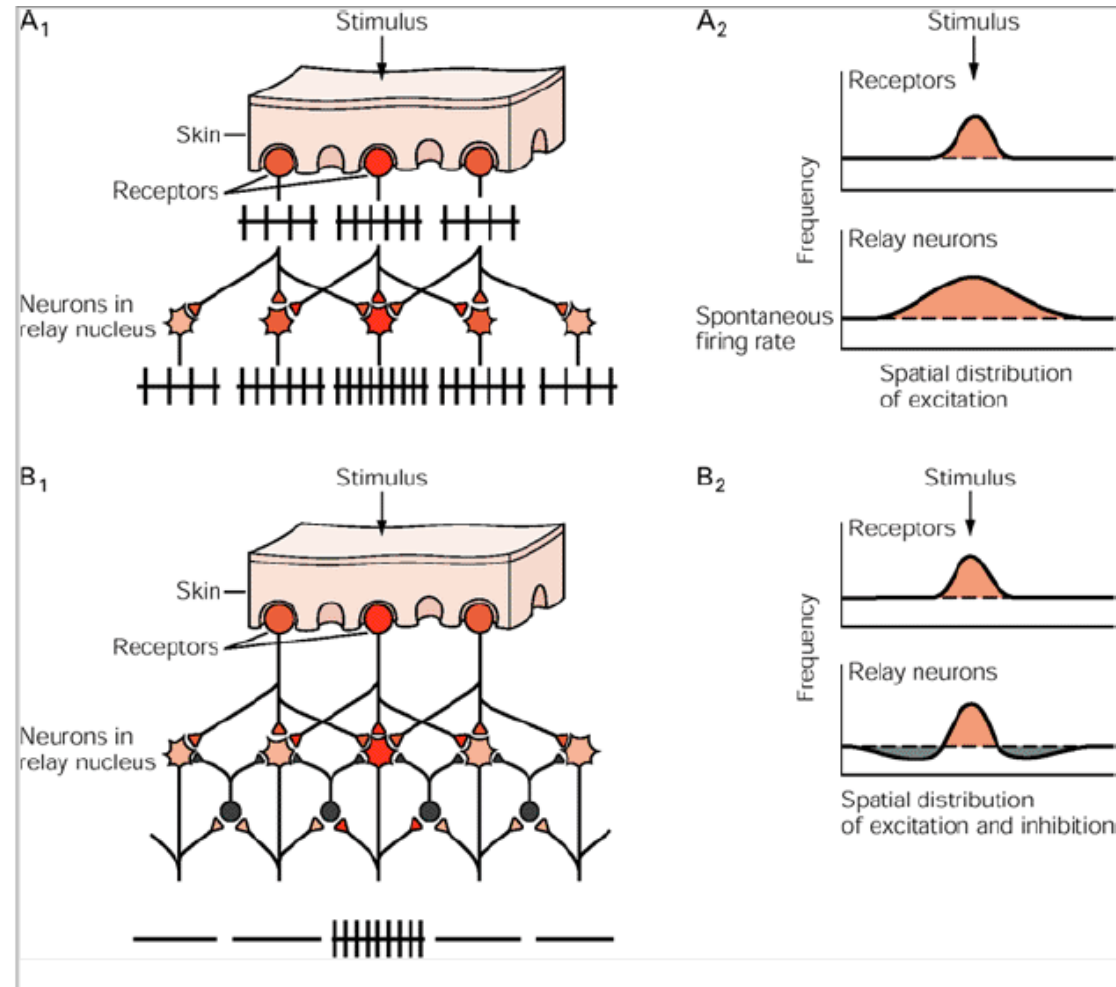 A1
Stimulus
Skin
Receptors
Neurons in
relay nucleus
A2
Stimulus
Receptors
Frequency
Relay neurons
Spontaneous
firing rate
Spatial distribution
of excitation
B1
Stimulus
Skin
Receptors
Neurons in
relay nucleus
B2
Stimulus
Receptors
Frequency
Relay neurons
Spatial distribution
of excitation and inhibition